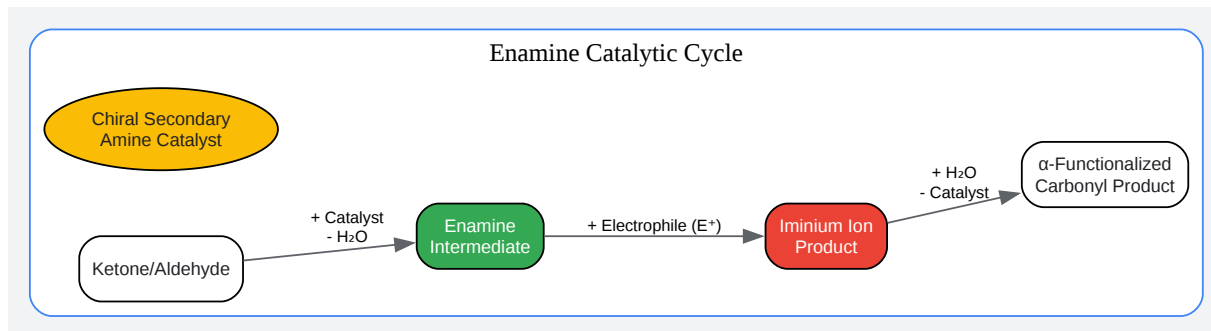 Enamine Catalytic Cycle
Chiral Secondary
Amine Catalyst
Ketone/Aldehyde
+ Catalyst
- H₂O
Enamine
Intermediate
+ Electrophile (E⁺)
Iminium Ion
Product
+ H₂O
- Catalyst
α-Functionalized
Carbonyl Product